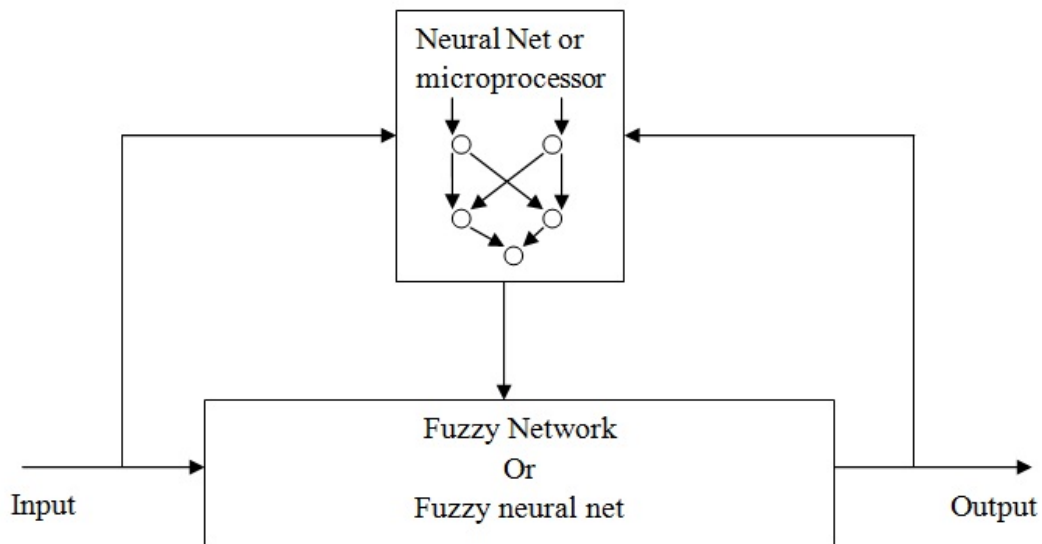 Neural Net or
microprocessor
Fuzzy Network
Or
Fuzzy neural net
Input
Output